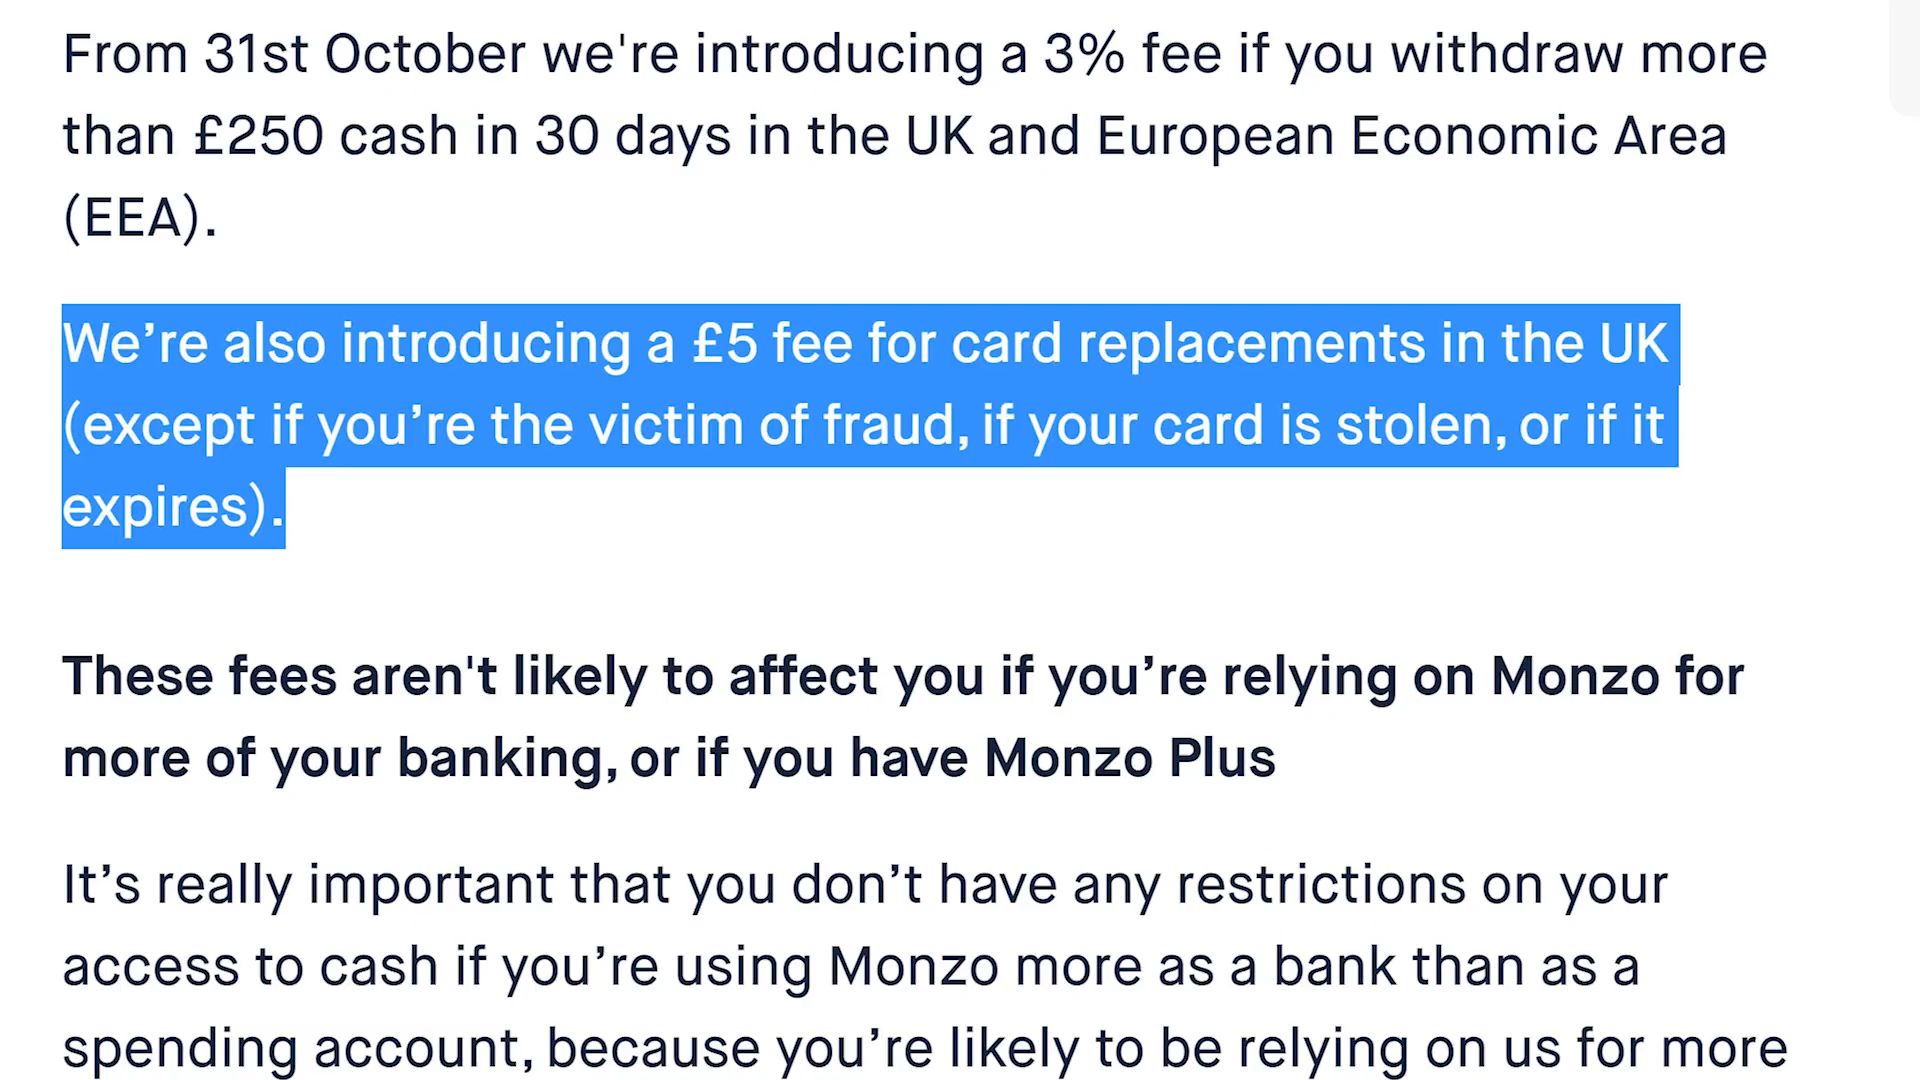 From 31st October we're introducing a 3% fee if you withdraw more
than £250 cash in 30 days in the UK and European Economic Area
(EEA).
We’re also introducing a £5 fee for card replacements in the UK
(except if you’re the victim of fraud, if your card is stolen, or if it
expires).
These fees aren't likely to affect you if you’re relying on Monzo for
more of your banking, or if you have Monzo Plus
It’s really important that you don’t have any restrictions on your
access to cash if you’re using Monzo more as a bank than as a
spending account, because you’re likely to be relying on us for more